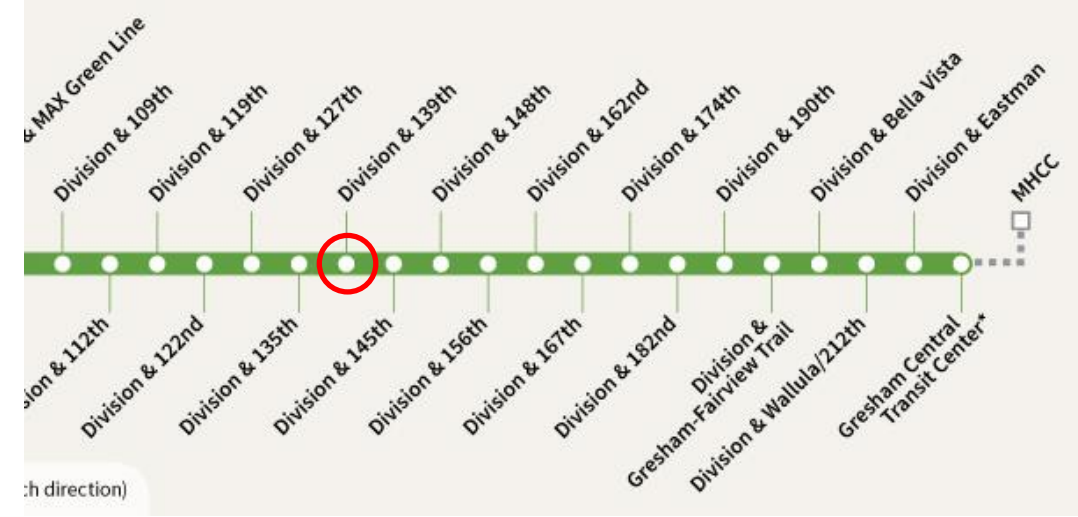 & MAX Green Line
Division & 109th
Division & 119th
Division & 127th
Division & 139th
Division & 148th
Division & 162nd
Division & 174th
Division & 190th
Division & Bella Vista
Division & Eastman
MHCC
& 112th
Division & 122nd
Division & 135th
Division & 145th
Division & 156th
Division & 167th
Division & 182nd
Division &
Gresham-Fairview Trail
Division & Wallula/212th
Gresham Central
Transit Center*
direction)